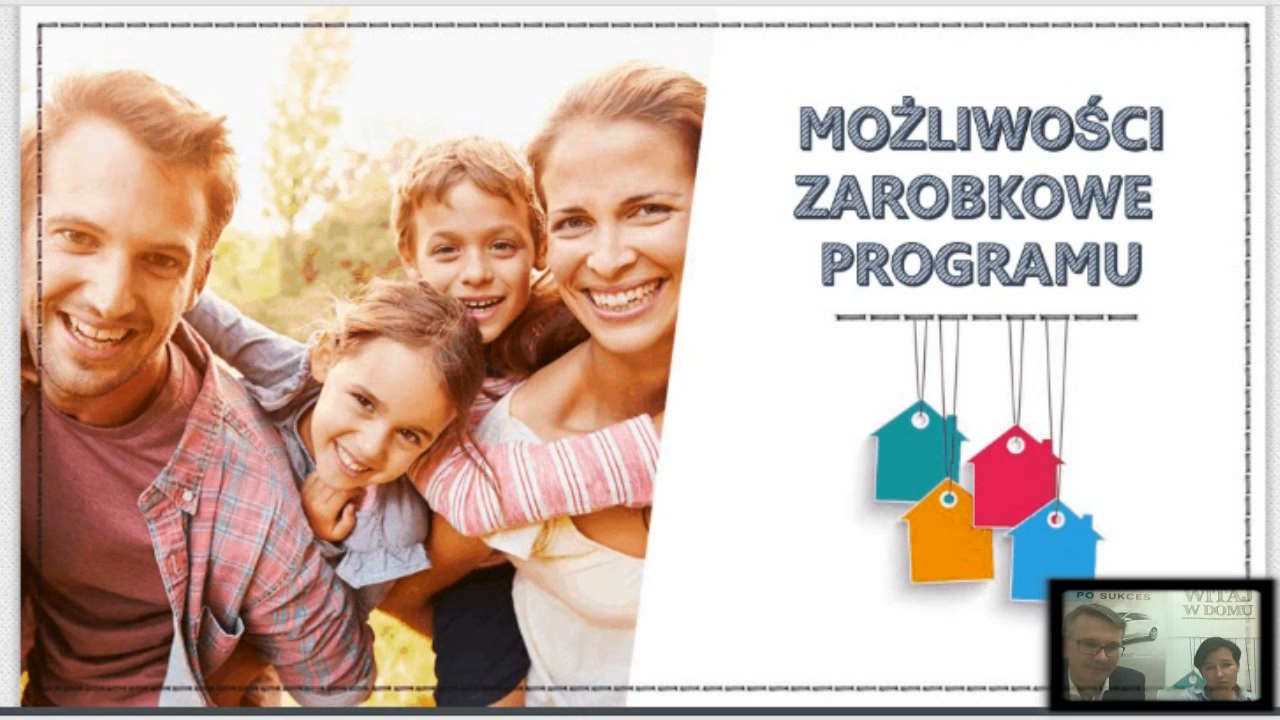 MOŻLIWOŚCI
ZAROBKOWE
PROGRAMU
PO SUKCES
WITAJ
W DOMU